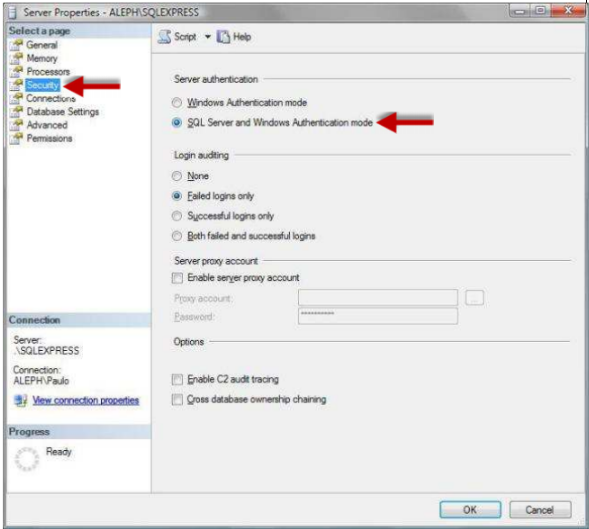 Server Properties - ALEPH\SQLEXPRESS
Select a page
General
Memory
Processors
Security
Connections
Database Settings
Advanced
Permissions
Script
Help
Server authentication
Windows Authentication mode
SQL Server and Windows Authentication mode
Login auditing
None
Failed logins only
Successful logins only
Both failed and successful logins
Server proxy account
Enable server proxy account
Proxy account:
...
Password:
**********
Options
Enable C2 audit tracing
Cross database ownership chaining
Connection
Server:
.\SQLEXPRESS
Connection:
ALEPH\Paulo
View connection properties
Progress
Ready
OK
Cancel